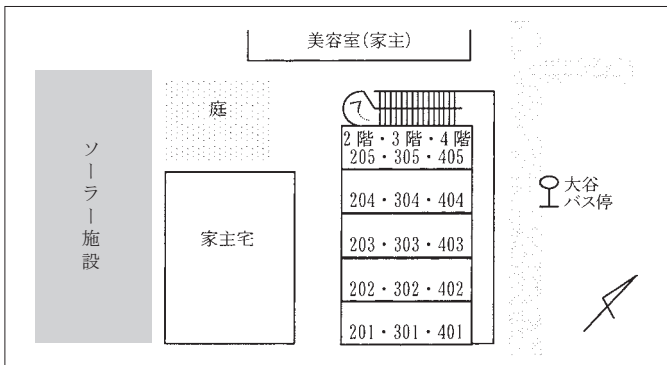 美容室(家主)
庭
2階・3階・4階
205・305・405
204・304・404
203・303・403
202・302・402
201・301・401
家主宅
ソーラー施設
大谷
バス停